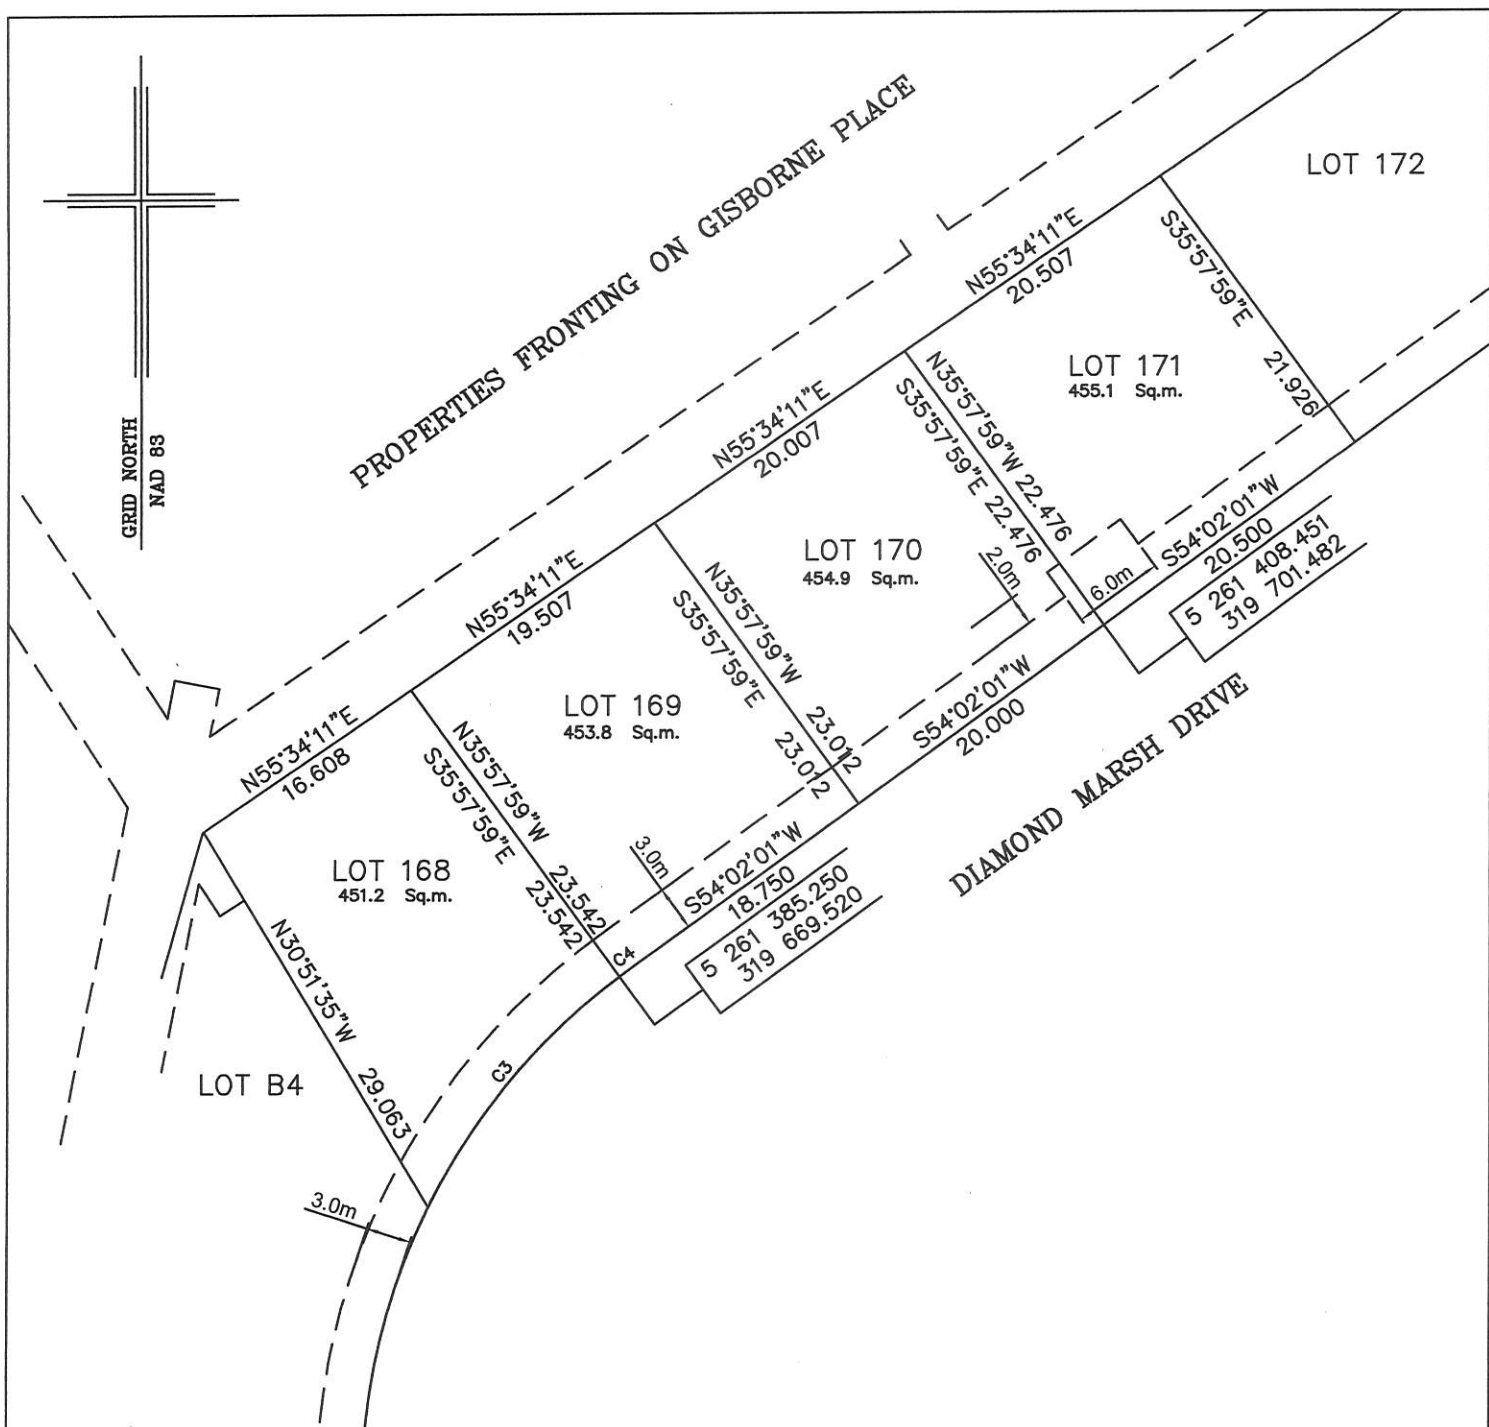 GRID NORTH
NAD 83
PROPERTIES FRONTING ON GISBORNE PLACE
LOT 172
N55°34'11"E
20.507
S35°57'59"E
21.926
LOT 171
455.1 Sq.m.
N35°57'59"W 22.476
S35°57'59"E 22.476
N55°34'11"E
20.007
LOT 170
454.9 Sq.m.
2.0m
6.0m
S54°02'01"W
20.500
5 261 408.451
319 701.482
N55°34'11"E
19.507
N35°57'59"W
23.012
S35°57'59"E
23.012
LOT 169
453.8 Sq.m.
S54°02'01"W
20.000
DIAMOND MARSH DRIVE
N55°34'11"E
16.608
N35°57'59"W
23.542
S35°57'59"E
23.542
LOT 168
451.2 Sq.m.
3.0m
S54°02'01"W
18.750
5 261 385.250
319 669.520
C4
C3
N30°51'35"W
29.063
LOT B4
3.0m